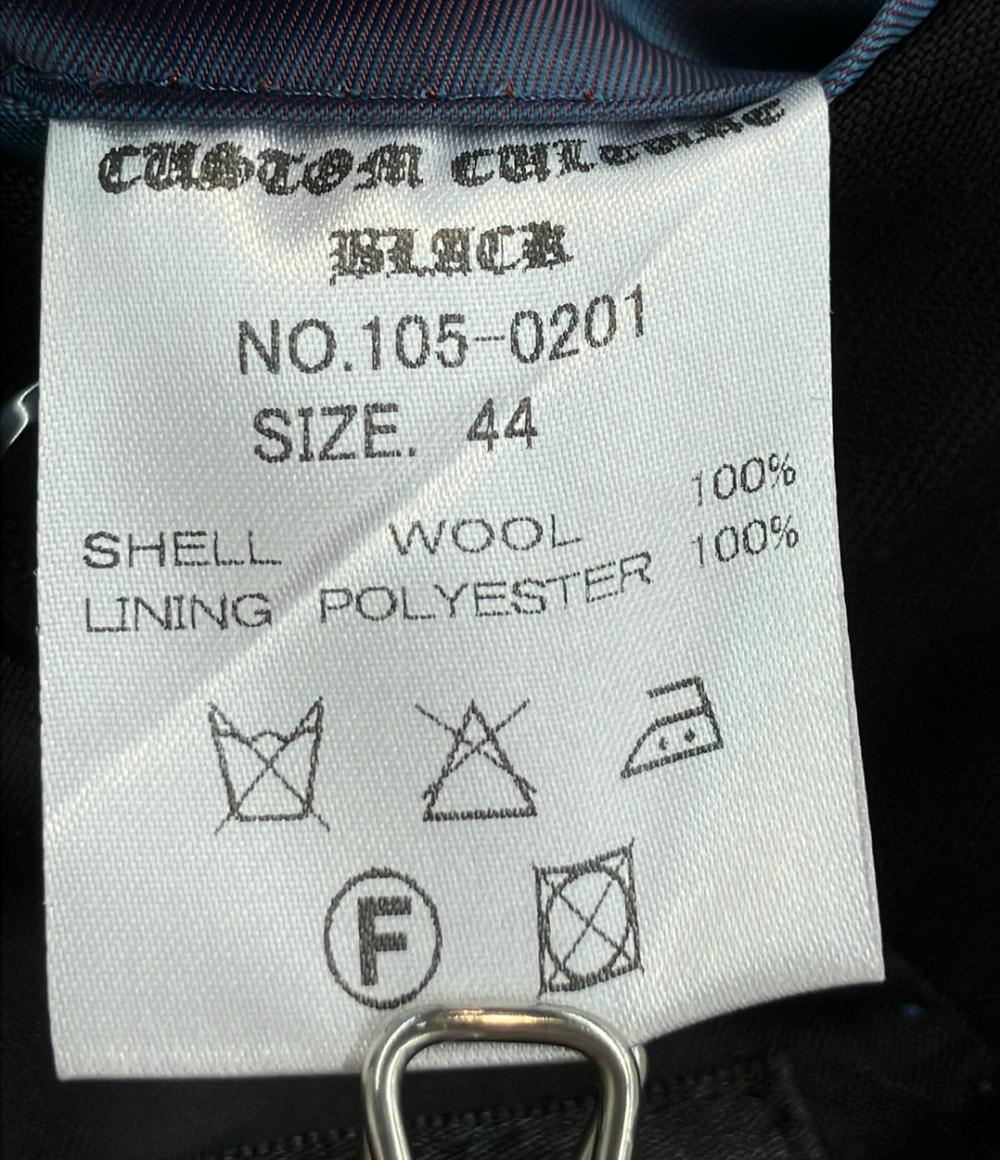 CUSTOM CULTURE
BLACK
NO.105-0201
SIZE. 44
SHELL WOOL 100%
LINING POLYESTER 100%
F